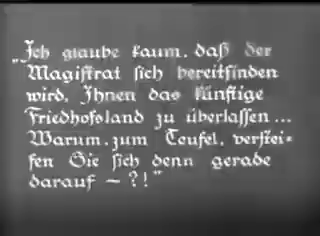 „Ich glaube kaum, daß der
Magistrat sich bereitfinden
wird, Ihnen das künftige
Friedhofsland zu überlassen...
Warum, zum Teufel, verstei-
fen Sie sich denn gerade
darauf – ?!"